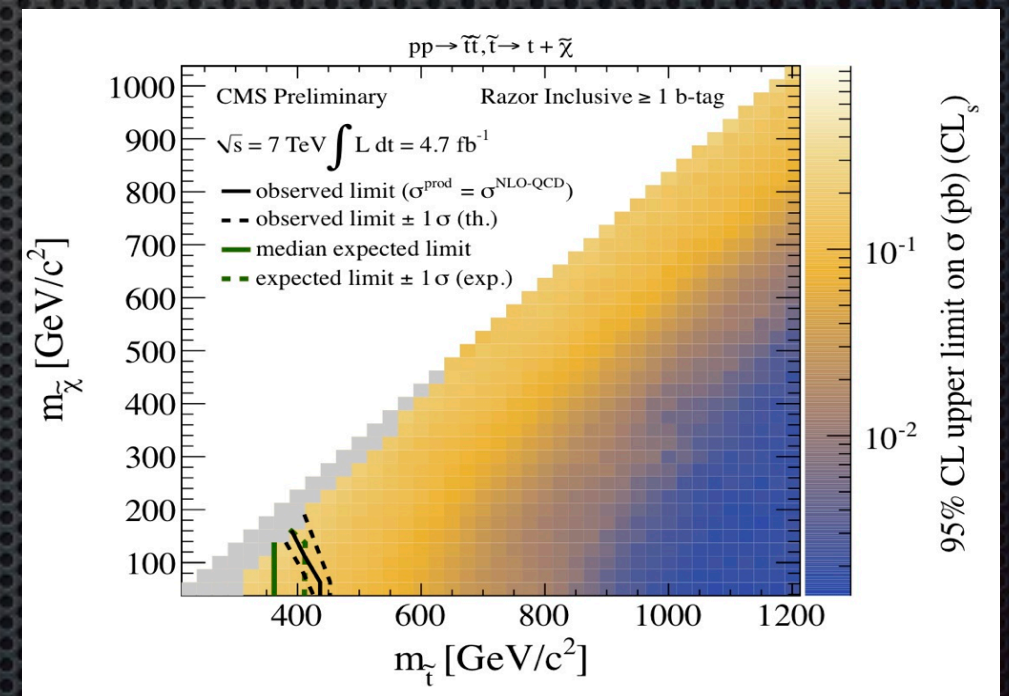 pp→ t̃t̃, t̃→ t + χ̃
CMS Preliminary
Razor Inclusive ≥ 1 b-tag
√s = 7 TeV ∫ L dt = 4.7 fb⁻¹
observed limit (σᵖʳᵒᵈ = σᴺᴸᴼ⁻Qᶜᴰ)
observed limit ± 1 σ (th.)
median expected limit
expected limit ± 1 σ (exp.)
1000
900
800
700
600
500
400
300
200
100
m_χ̃ [GeV/c²]
400 600 800 1000 1200
m_t̃ [GeV/c²]
10⁻¹
10⁻²
95% CL upper limit on σ (pb) (CLₛ)